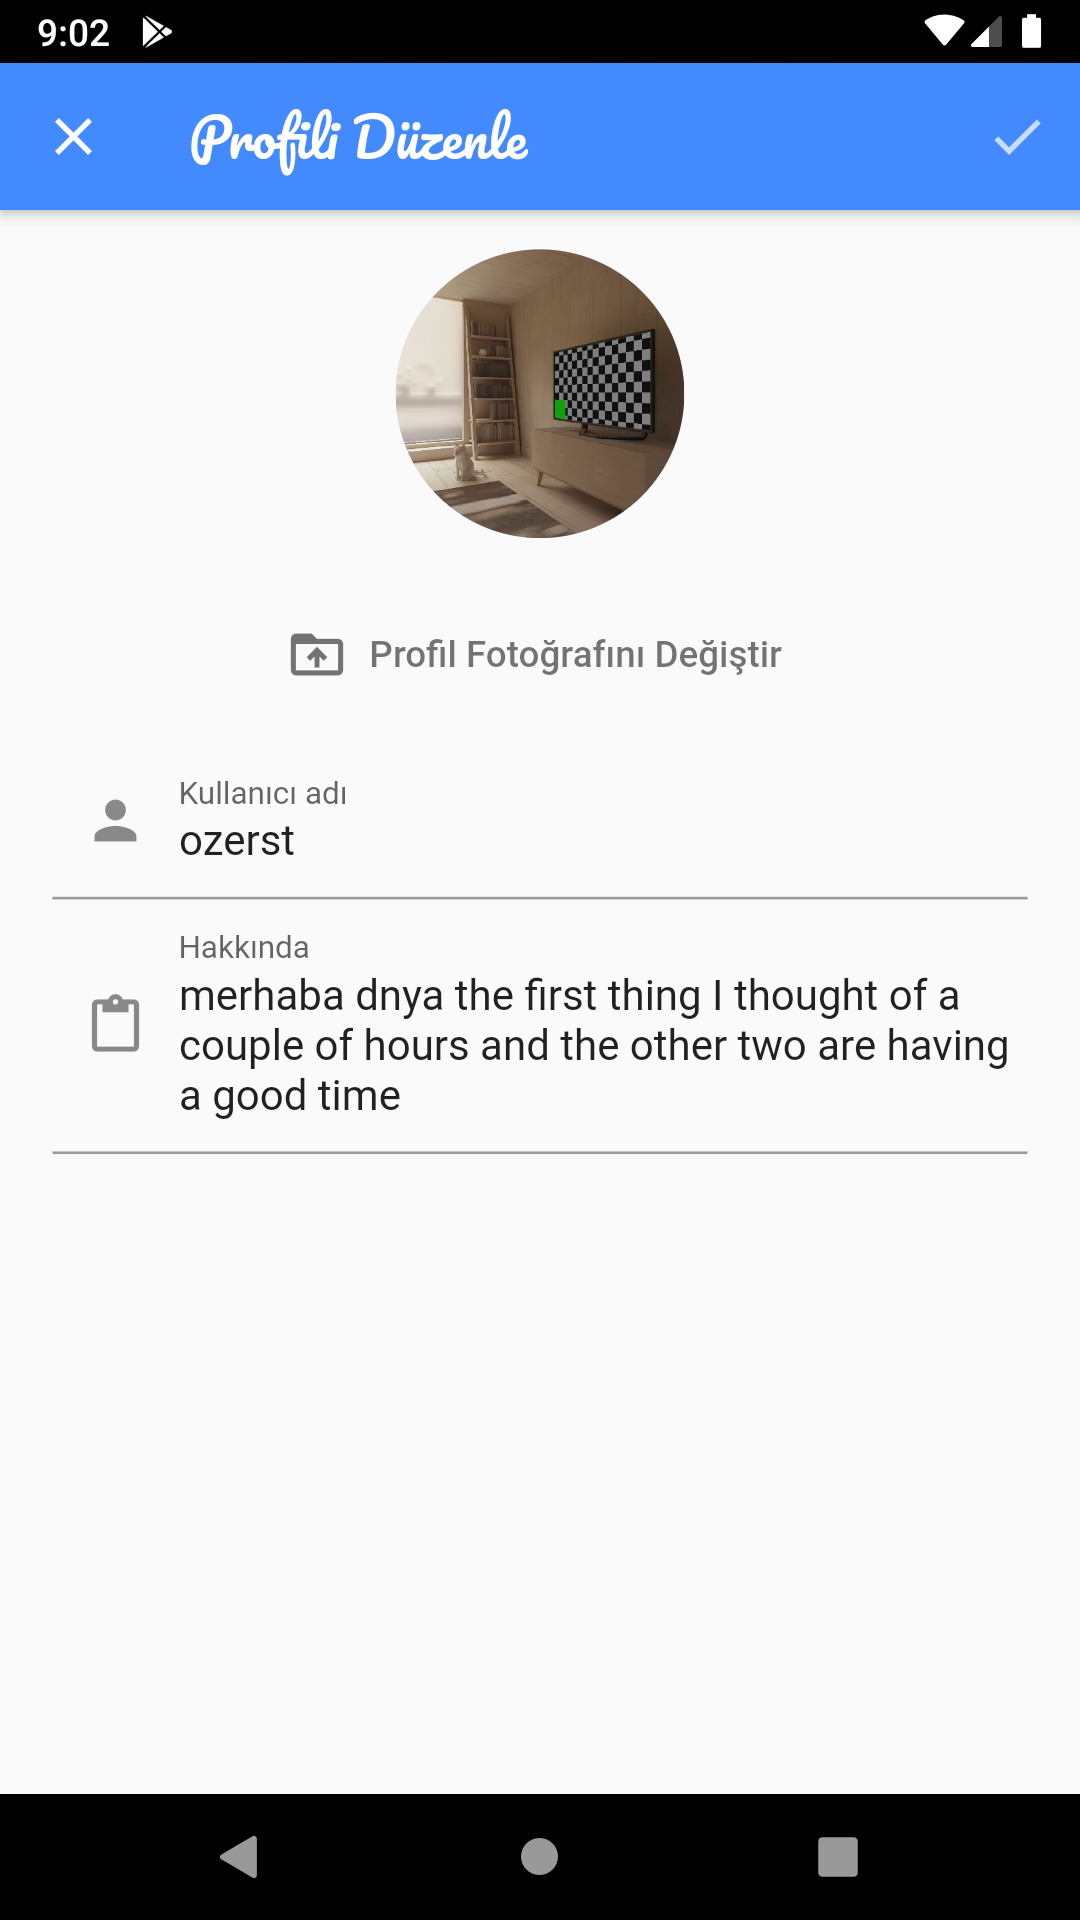 9:02
Profili Düzenle
Profil Fotoğrafını Değiştir
Kullanıcı adı
ozerst
Hakkında
merhaba dnya the first thing I thought of a
couple of hours and the other two are having
a good time